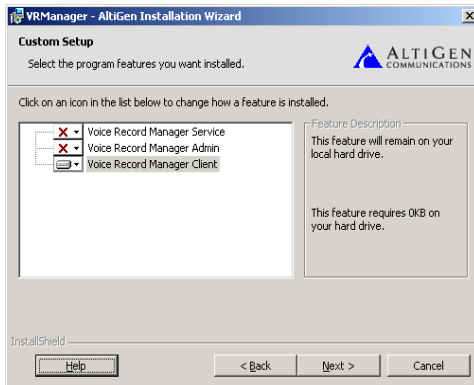 VRManager - AltiGen Installation Wizard
Custom Setup
Select the program features you want installed.
ALTIGEN
COMMUNICATIONS
Click on an icon in the list below to change how a feature is installed.
Voice Record Manager Service
Voice Record Manager Admin
Voice Record Manager Client
Feature Description
This feature will remain on your
local hard drive.
This feature requires 0KB on
your hard drive.
InstallShield
Help
< Back
Next >
Cancel